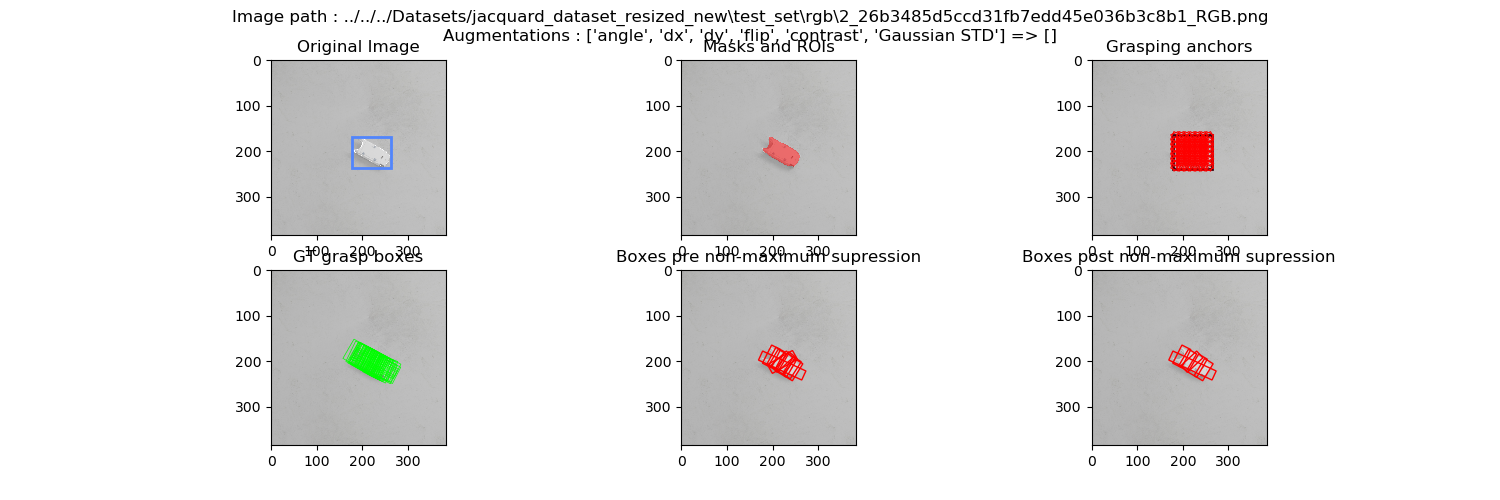 Image path : ../../../Datasets/jacquard_dataset_resized_new\test_set\rgb\2_26b3485d5ccd31fb7edd45e036b3c8b1_RGB.png
Augmentations : ['angle', 'dx', 'dy', 'flip', 'contrast', 'Gaussian STD'] => []
Original Image
Masks and ROIs
Grasping anchors
0
100
200
300
0 100 200 300
0
100
200
300
0 100 200 300
0
100
200
300
0 100 200 300
GT grasp boxes
Boxes pre non-maximum supression
Boxes post non-maximum supression
0
100
200
300
0 100 200 300
0
100
200
300
0 100 200 300
0
100
200
300
0 100 200 300